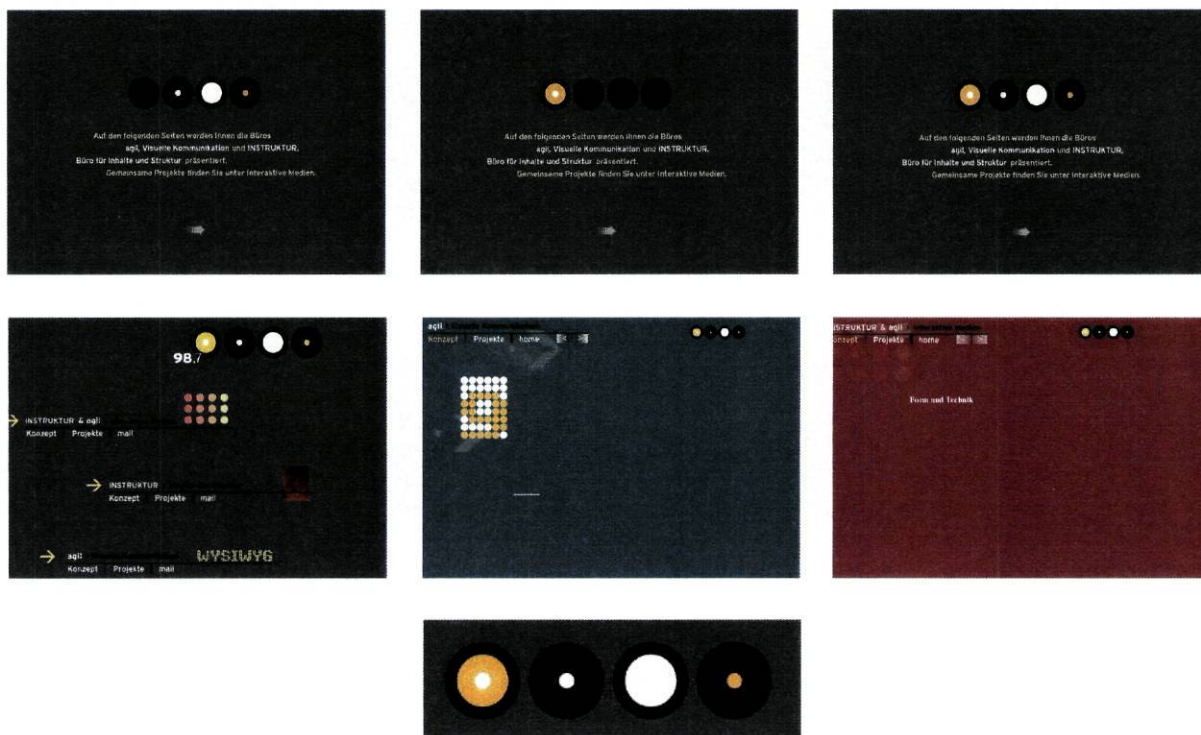 Auf den folgenden Seiten werden Ihnen die Büros
agil, Visuelle Kommunikation und INSTRUKTUR,
Büro für Inhalte und Struktur präsentiert.
Gemeinsame Projekte finden Sie unter Interaktive Medien.
Auf den folgenden Seiten werden Ihnen die Büros
agil, Visuelle Kommunikation und INSTRUKTUR,
Büro für Inhalte und Struktur präsentiert.
Gemeinsame Projekte finden Sie unter Interaktive Medien.
Auf den folgenden Seiten werden Ihnen die Büros
agil, Visuelle Kommunikation und INSTRUKTUR,
Büro für Inhalte und Struktur präsentiert.
Gemeinsame Projekte finden Sie unter Interaktive Medien.
98.7
INSTRUKTUR & agil
Konzept Projekte mail
INSTRUKTUR
Konzept Projekte mail
agil
WYSIWYG
Konzept Projekte mail
agil Visuelle Kommunikation
Konzept Projekte home
INSTRUKTUR & agil Interaktive Medien
Konzept Projekte home
Form und Technik